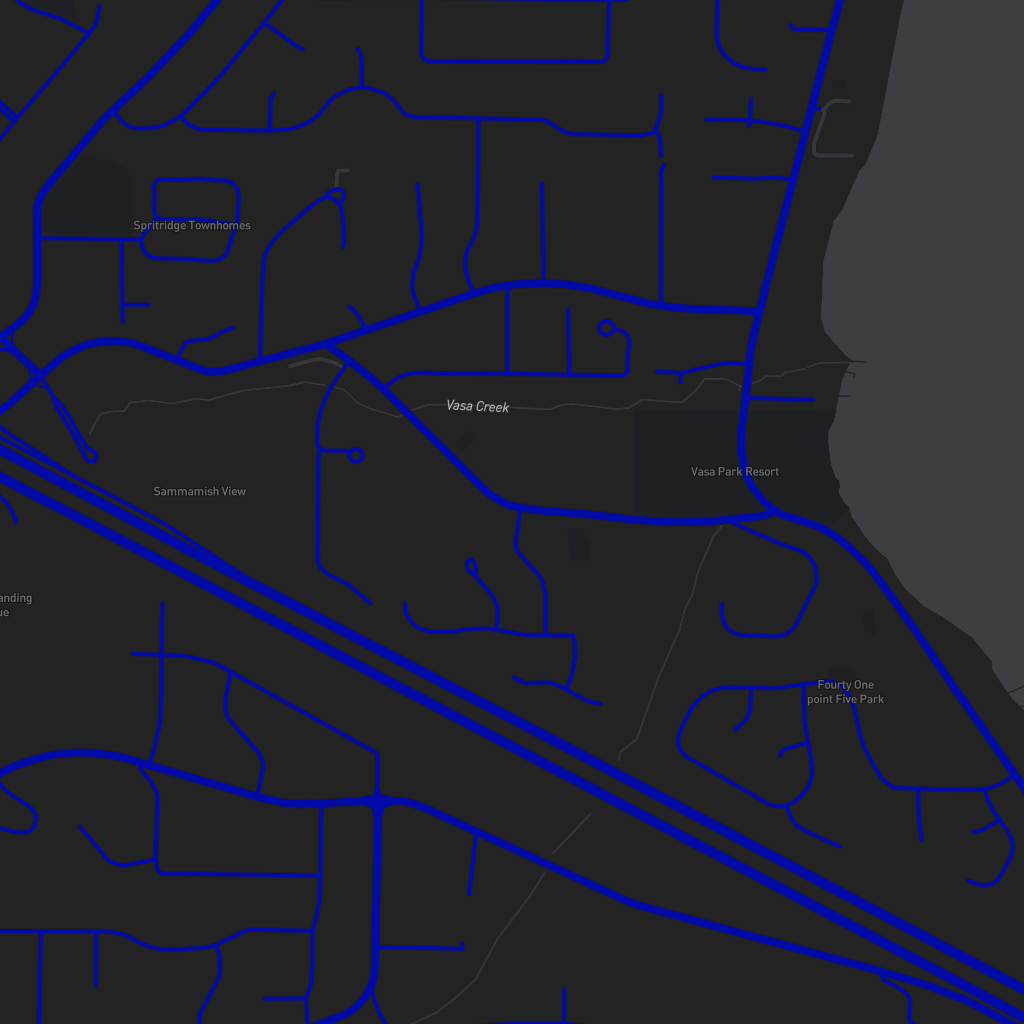 Spritridge Townhomes
Vasa Creek
Vasa Park Resort
Sammamish View
anding
ue
Fourty One
point Five Park